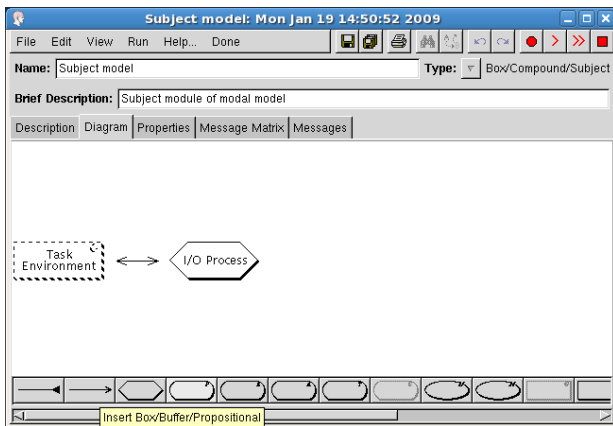 Subject model: Mon Jan 19 14:50:52 2009
File Edit View Run Help... Done
Name: Subject model Type: Box/Compound/Subject
Brief Description: Subject module of modal model
Description Diagram Properties Message Matrix Messages
Task
Environment
I/O Process
Insert Box/Buffer/Propositional